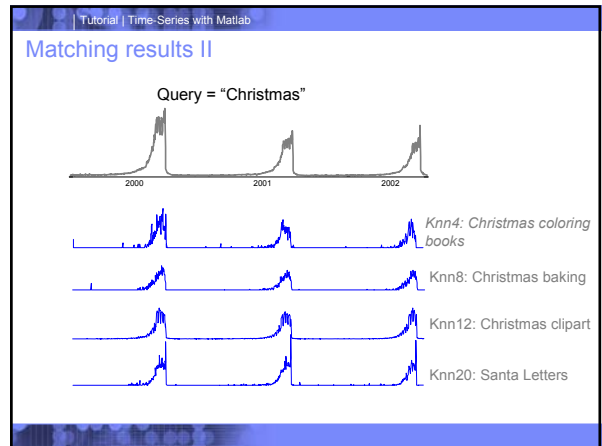 Tutorial | Time-Series with Matlab
Matching results II
Query = “Christmas”
2000 2001 2002
Knn4: Christmas coloring
books
Knn8: Christmas baking
Knn12: Christmas clipart
Knn20: Santa Letters